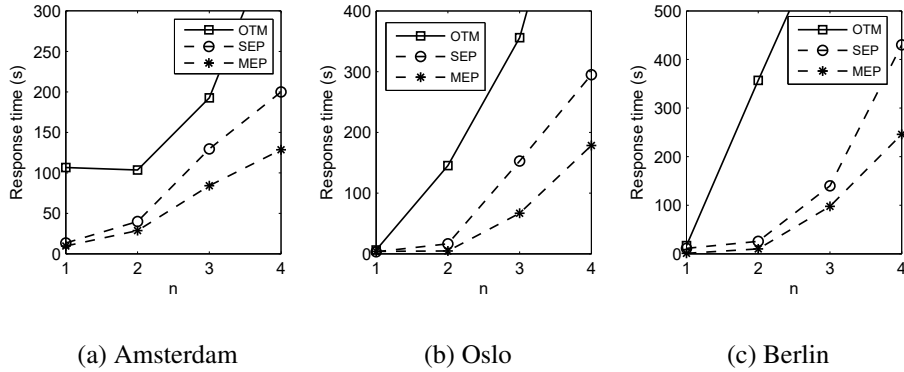 300
250
200
150
100
50
0
Response time (s)
1 2 3 4
n
OTM
SEP
MEP
(a) Amsterdam
400
300
200
100
0
Response time (s)
1 2 3 4
n
OTM
SEP
MEP
(b) Oslo
500
400
300
200
100
0
Response time (s)
1 2 3 4
n
OTM
SEP
MEP
(c) Berlin